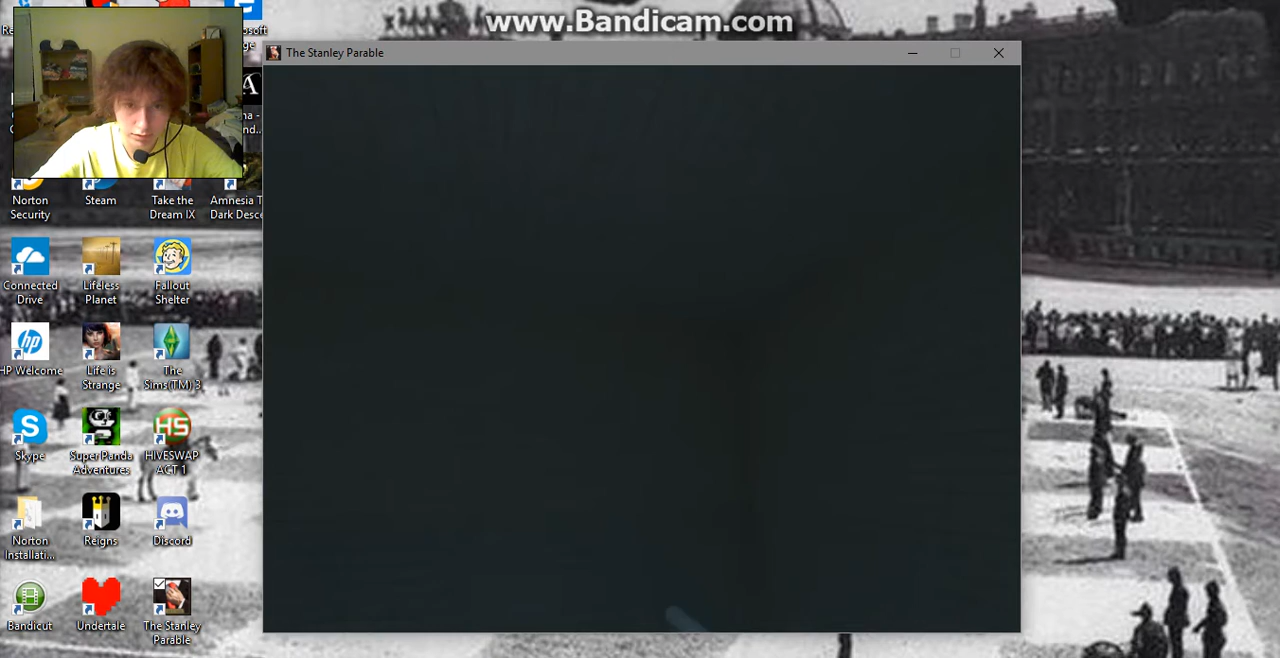 www.Bandicam.com
The Stanley Parable
Norton
Security
Steam
Take the
Dream IX
Amnesia T
Dark Desce
Connected
Drive
Lifeless
Planet
Fallout
Shelter
hp
HP Welcome
Life is
Strange
The
Sims(TM) 3
S
Skype
Super Panda
Adventures
HS
HIVESWAP
ACT 1
Norton
Installati...
Reigns
Discord
Bandicut
Undertale
The Stanley
Parable